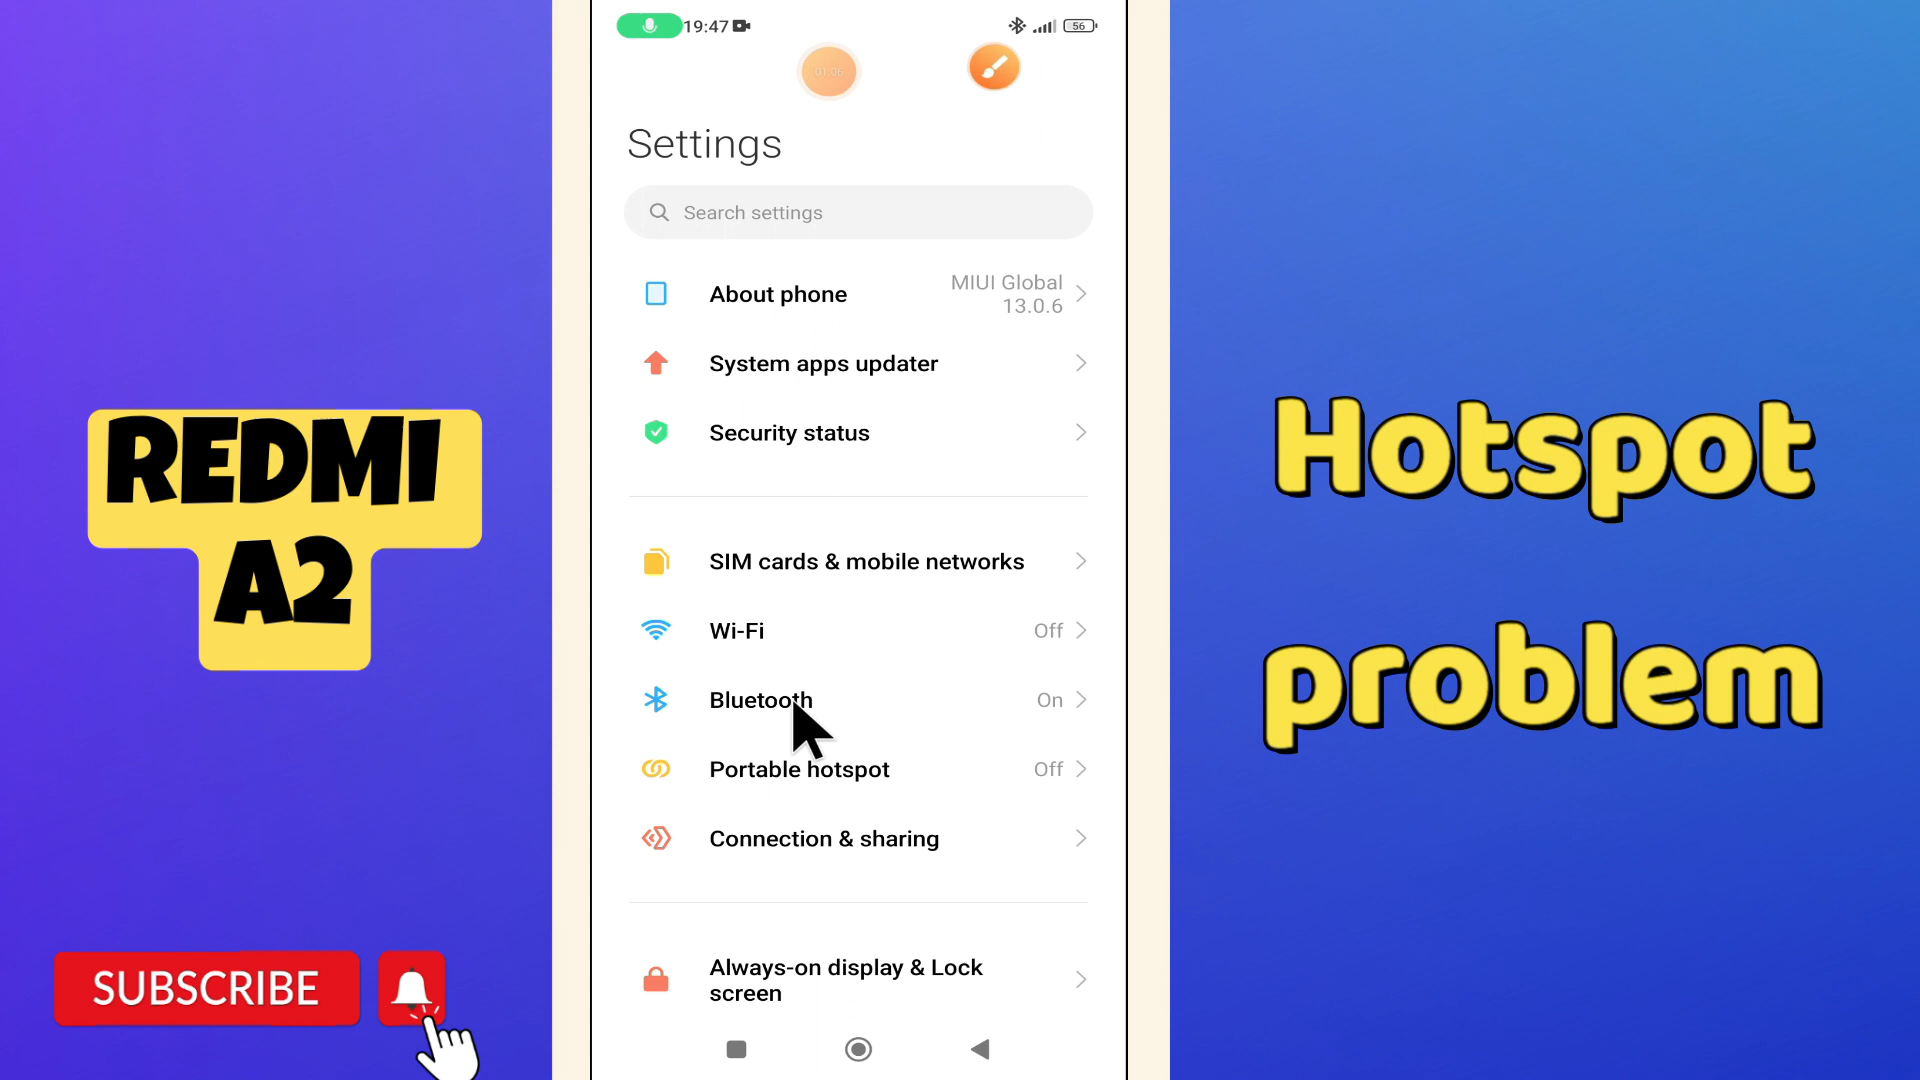 REDMI
A2
SUBSCRIBE
19:47
56
01:06
Settings
Search settings
About phone
MIUI Global
13.0.6
System apps updater
Security status
SIM cards & mobile networks
Wi-Fi
Off
Bluetooth
On
Portable hotspot
Off
Connection & sharing
Always-on display & Lock
screen
Hotspot
problem